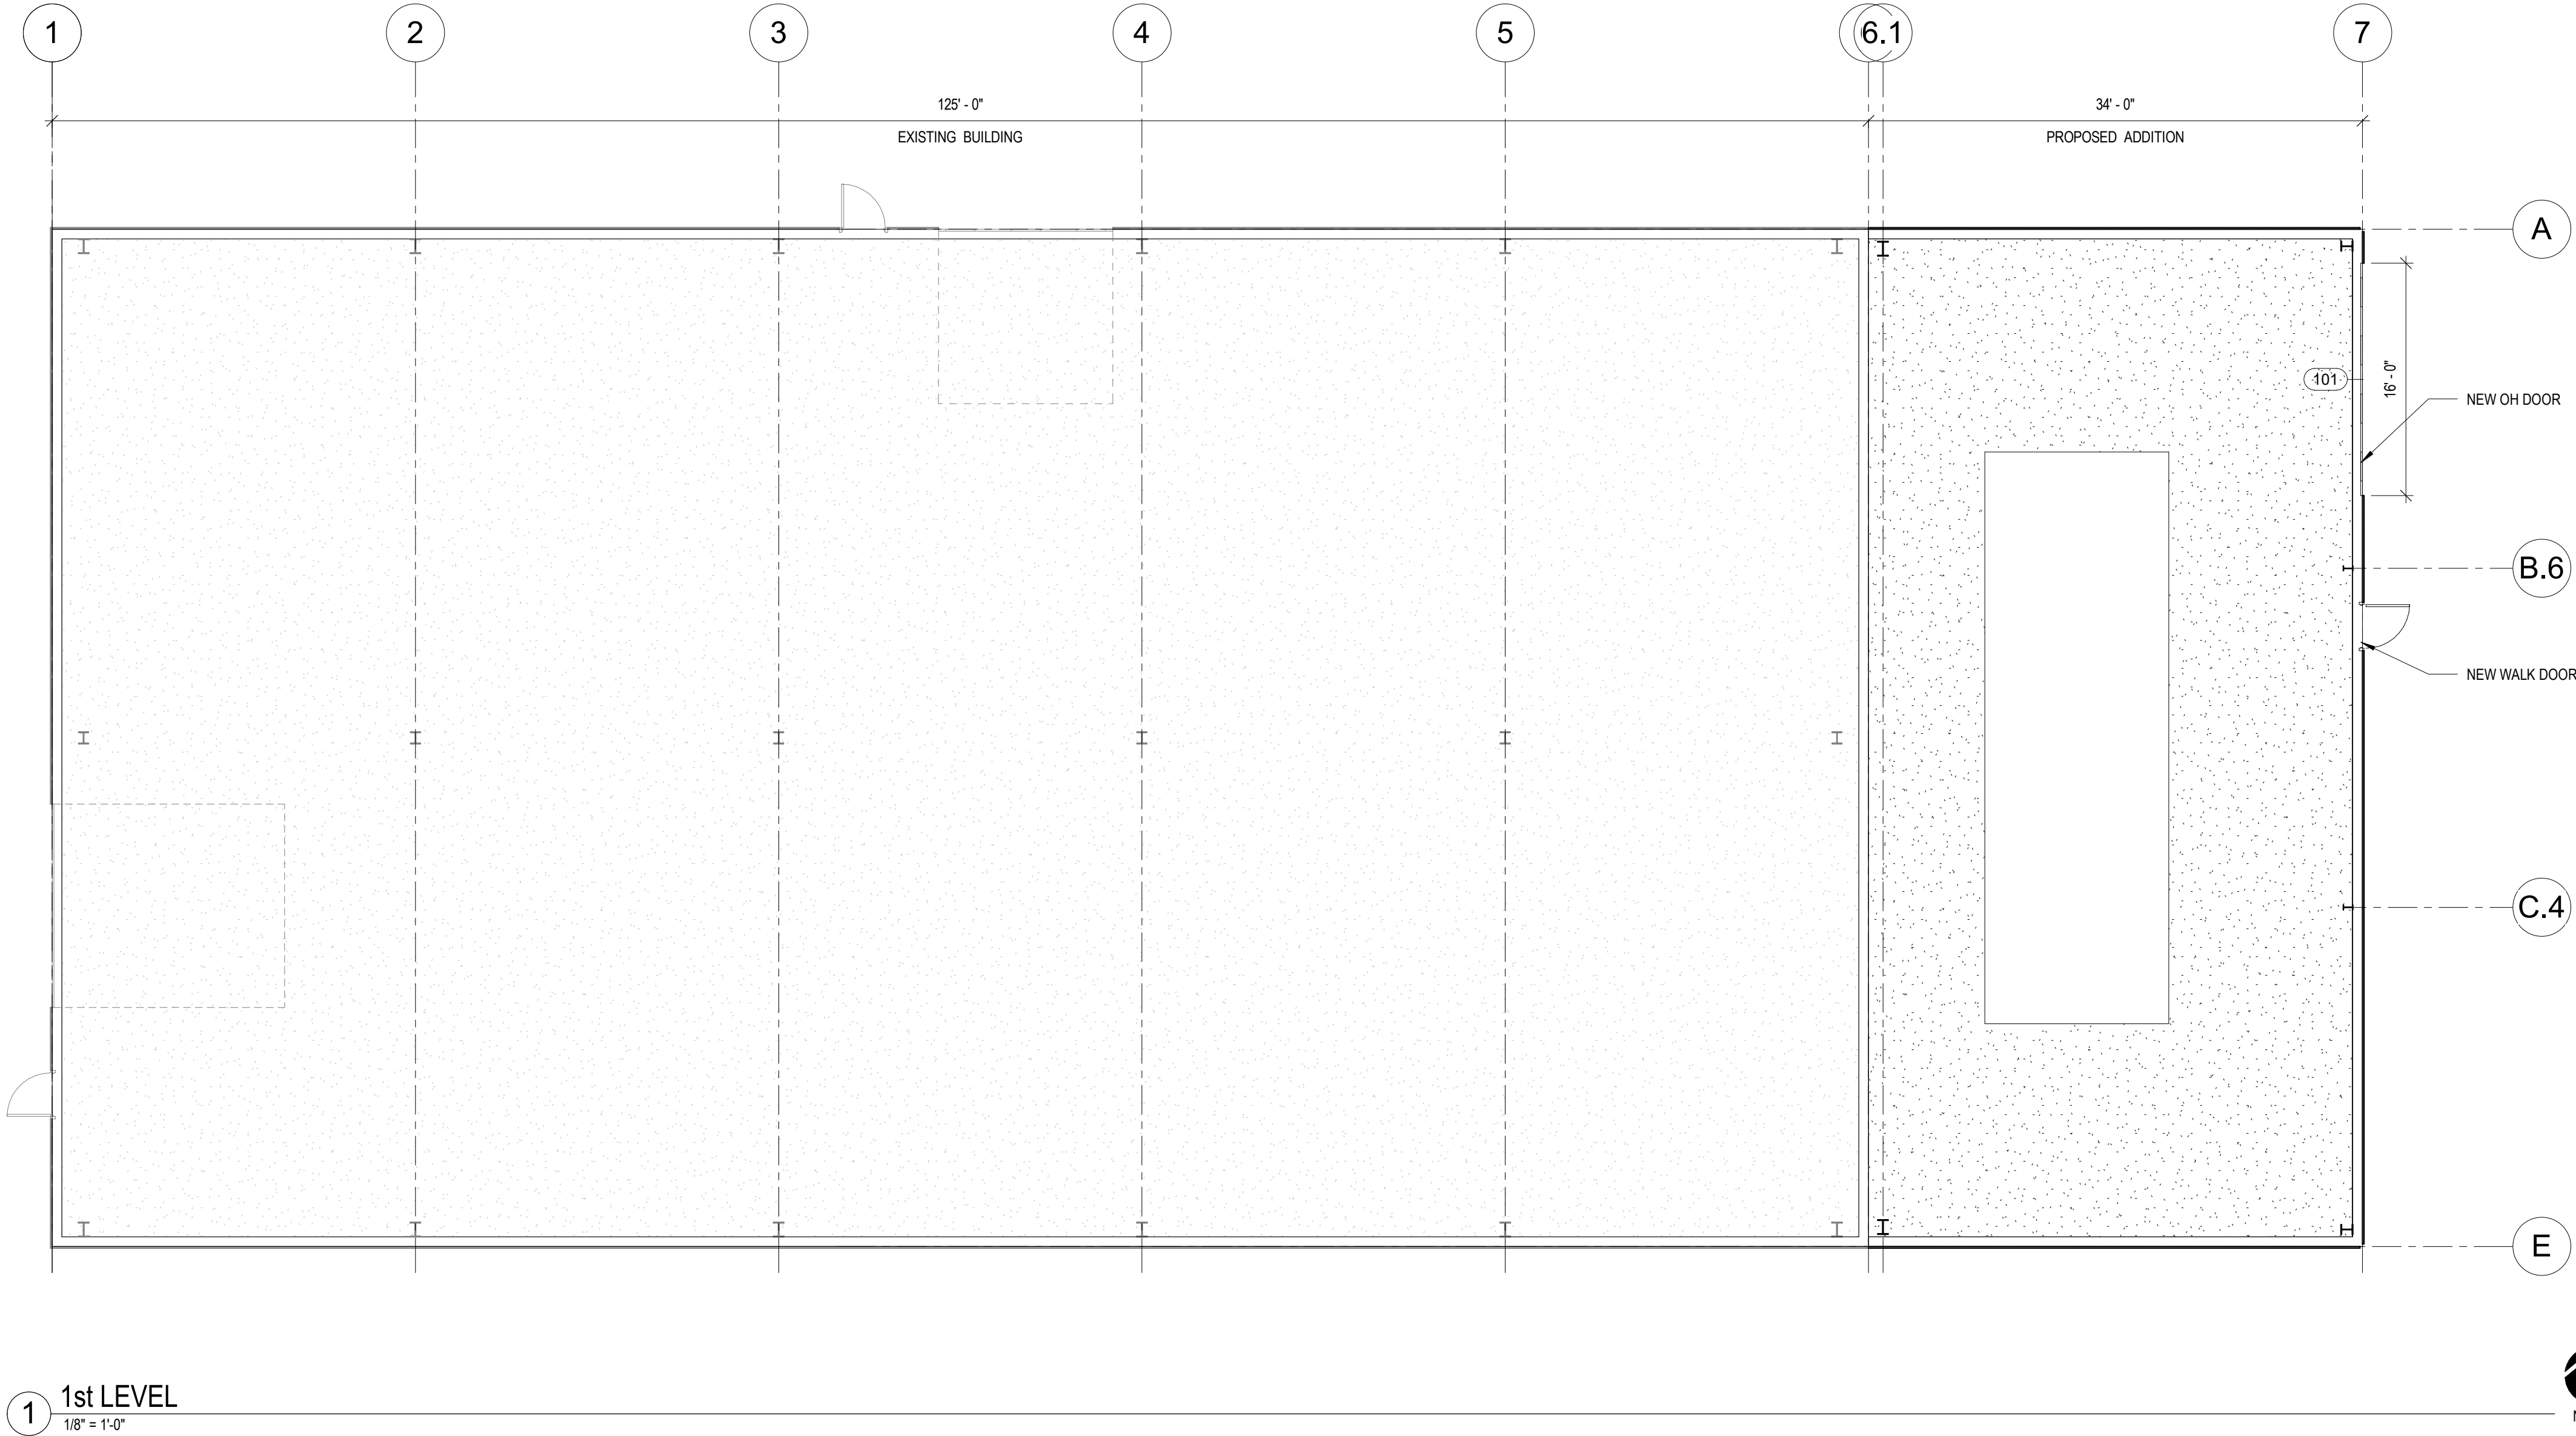 1
2
3
4
5
6.1
7
125' - 0"
34' - 0"
EXISTING BUILDING
PROPOSED ADDITION
A
16' - 0"
101
NEW OH DOOR
B.6
NEW WALK DOOR
C.4
E
1
1st LEVEL
1/8" = 1'-0"